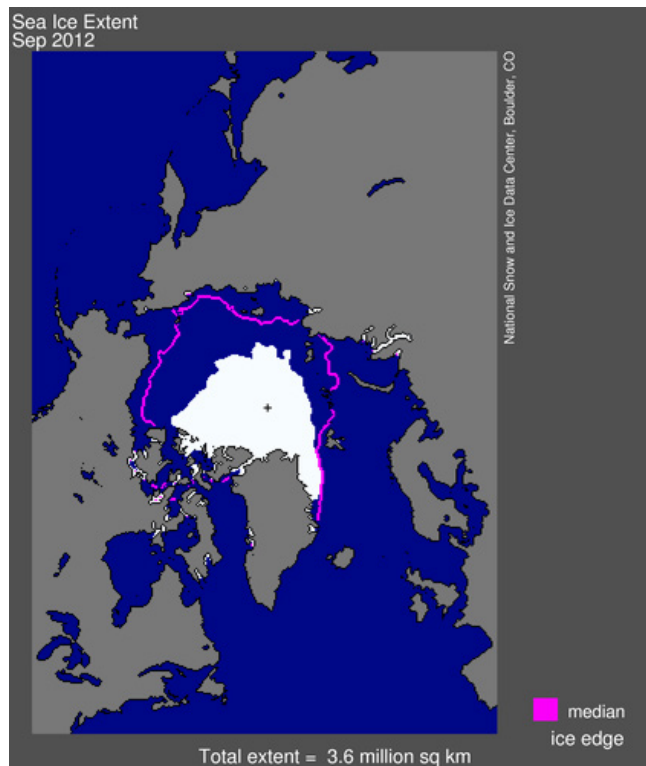 Sea Ice Extent
Sep 2012
National Snow and Ice Data Center, Boulder, CO
median
ice edge
Total extent = 3.6 million sq km